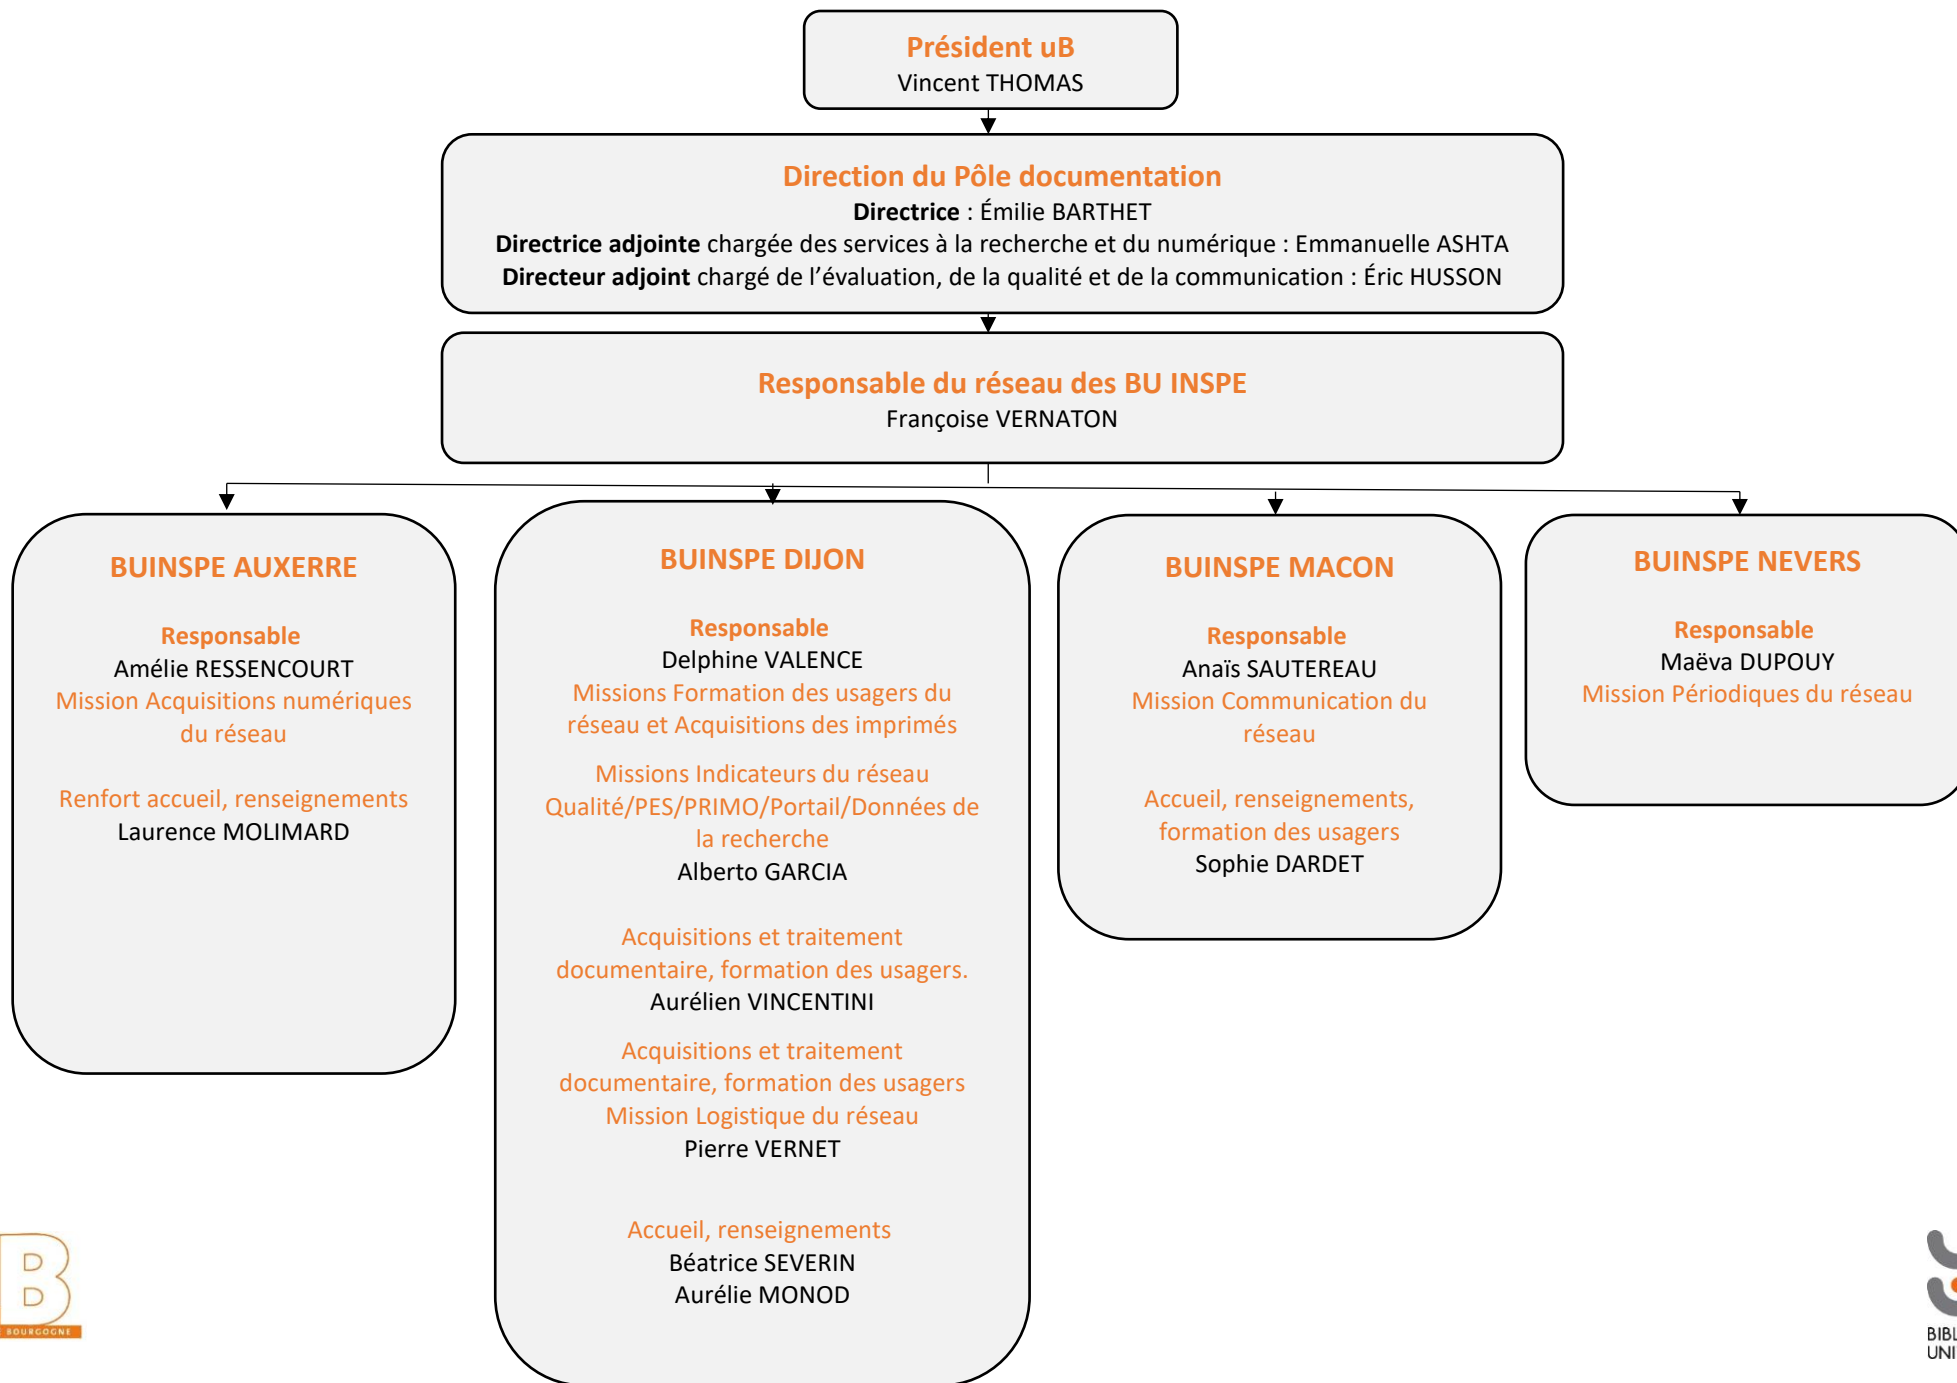 Président uB
Vincent THOMAS
Direction du Pôle documentation
Directrice : Émilie BARTHET
Directrice adjointe chargée des services à la recherche et du numérique : Emmanuelle ASHTA
Directeur adjoint chargé de l’évaluation, de la qualité et de la communication : Éric HUSSON
Responsable du réseau des BU INSPE
Françoise VERNATON
BUINSPE AUXERRE
Responsable
Amélie RESSENCOURT
Mission Acquisitions numériques
du réseau
Renfort accueil, renseignements
Laurence MOLIMARD
BUINSPE DIJON
Responsable
Delphine VALENCE
Missions Formation des usagers du
réseau et Acquisitions des imprimés
Missions Indicateurs du réseau
Qualité/PES/PRIMO/Portail/Données de
la recherche
Alberto GARCIA
Acquisitions et traitement
documentaire, formation des usagers.
Aurélien VINCENTINI
Acquisitions et traitement
documentaire, formation des usagers
Mission Logistique du réseau
Pierre VERNET
Accueil, renseignements
Béatrice SEVERIN
Aurélie MONOD
BUINSPE MACON
Responsable
Anaïs SAUTEREAU
Mission Communication du
réseau
Accueil, renseignements,
formation des usagers
Sophie DARDET
BUINSPE NEVERS
Responsable
Maëva DUPOUY
Mission Périodiques du réseau
B
BOURGOGNE
BIBL
UNI